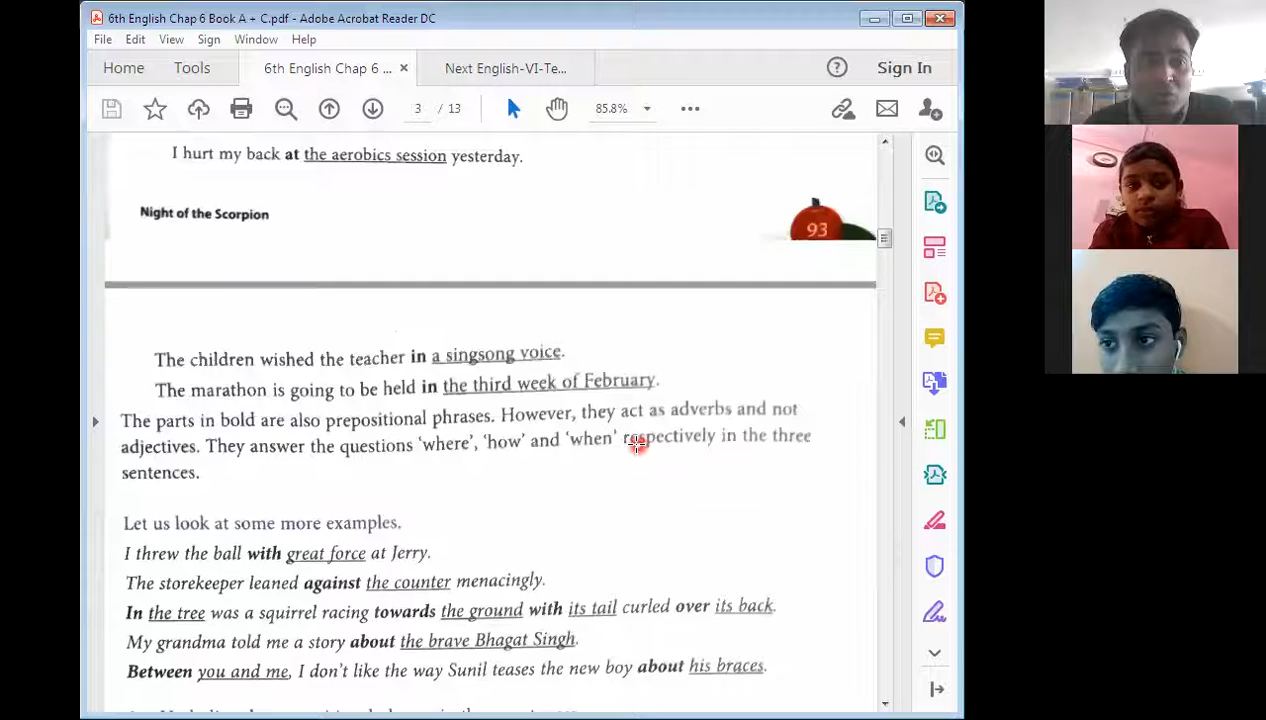 6th English Chap 6 Book A + C.pdf - Adobe Acrobat Reader DC
File Edit View Sign Window Help
Home Tools 6th English Chap 6 ... × Next English-VI-Te... Sign In
3 / 13 85.8%
I hurt my back at the aerobics session yesterday.
Night of the Scorpion
93
The children wished the teacher in a singsong voice.
The marathon is going to be held in the third week of February.
The parts in bold are also prepositional phrases. However, they act as adverbs and not
adjectives. They answer the questions ‘where’, ‘how’ and ‘when’ respectively in the three
sentences.
Let us look at some more examples.
I threw the ball with great force at Jerry.
The storekeeper leaned against the counter menacingly.
In the tree was a squirrel racing towards the ground with its tail curled over its back.
My grandma told me a story about the brave Bhagat Singh.
Between you and me, I don’t like the way Sunil teases the new boy about his braces.